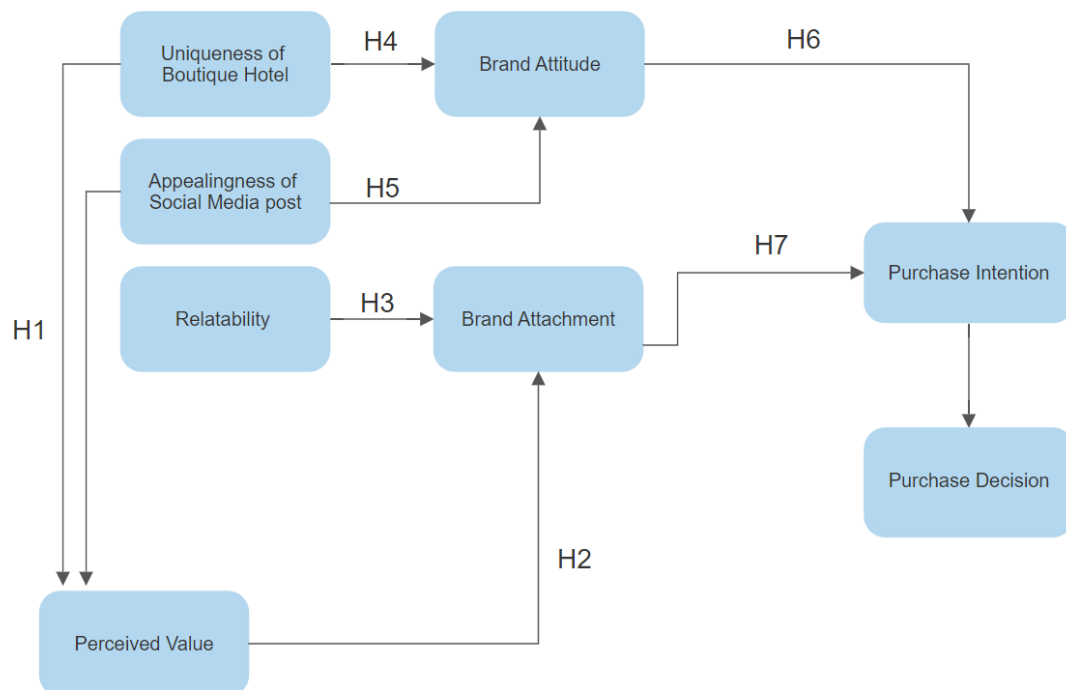 Uniqueness of
Boutique Hotel
H4
Brand Attitude
H6
Appealingness of
Social Media post
H5
H7
Purchase Intention
Relatability
H3
Brand Attachment
H1
Purchase Decision
H2
Perceived Value